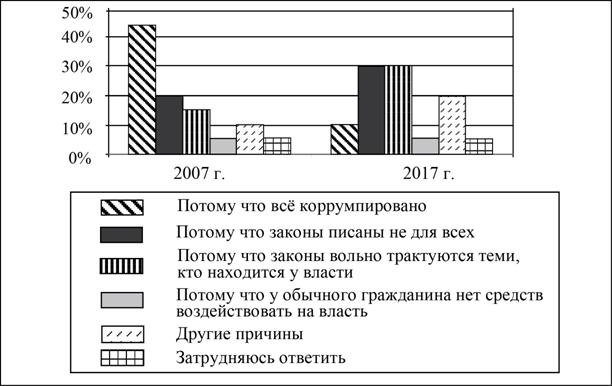 50%
40%
30%
20%
10%
0%
2007 г.
2017 г.
Потому что всё коррумпировано
Потому что законы писаны не для всех
Потому что законы вольно трактуются теми,
кто находится у власти
Потому что у обычного гражданина нет средств
воздействовать на власть
Другие причины
Затрудняюсь ответить